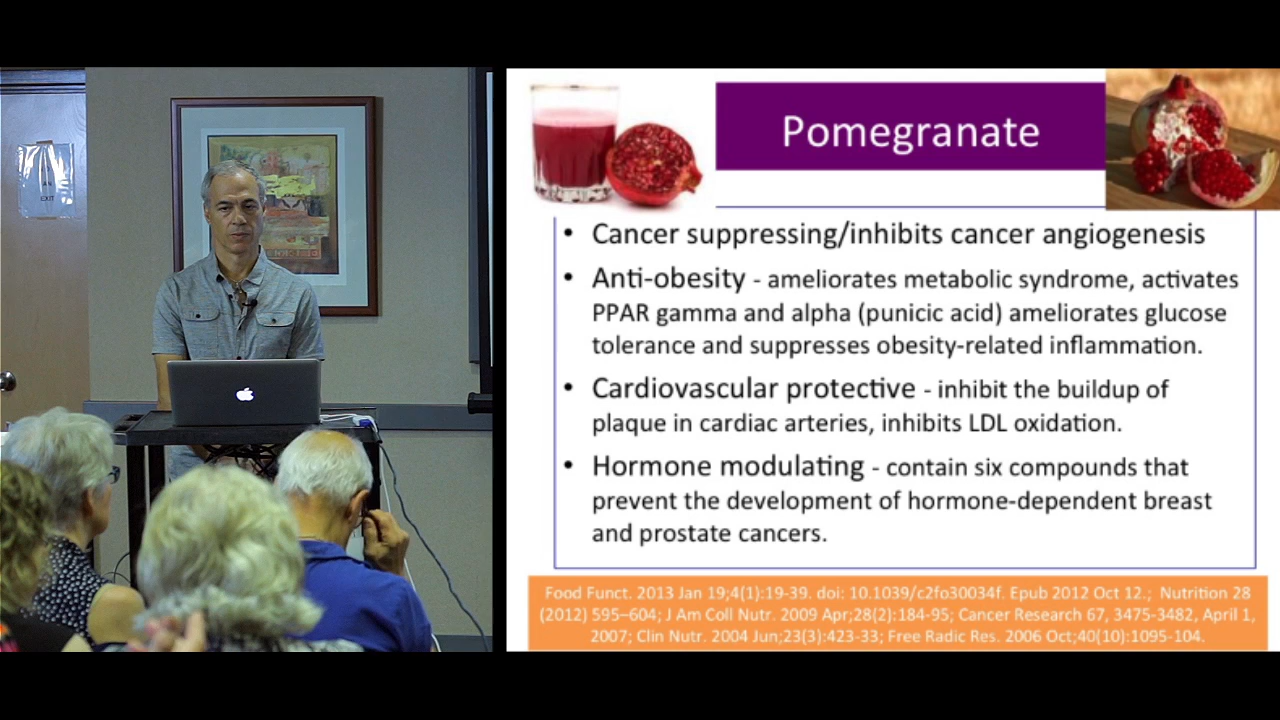 AN
EXIT
Pomegranate
• Cancer suppressing/inhibits cancer angiogenesis
• Anti-obesity - ameliorates metabolic syndrome, activates
PPAR gamma and alpha (punicic acid) ameliorates glucose
tolerance and suppresses obesity-related inflammation.
• Cardiovascular protective - inhibit the buildup of
plaque in cardiac arteries, inhibits LDL oxidation.
• Hormone modulating - contain six compounds that
prevent the development of hormone-dependent breast
and prostate cancers.
Food Funct. 2013 Jan 19;4(1):19-39. doi: 10.1039/c2fo30034f. Epub 2012 Oct 12.; Nutrition 28
(2012) 595–604; J Am Coll Nutr. 2009 Apr;28(2):184-95; Cancer Research 67, 3475-3482, April 1,
2007; Clin Nutr. 2004 Jun;23(3):423-33; Free Radic Res. 2006 Oct;40(10):1095-104.